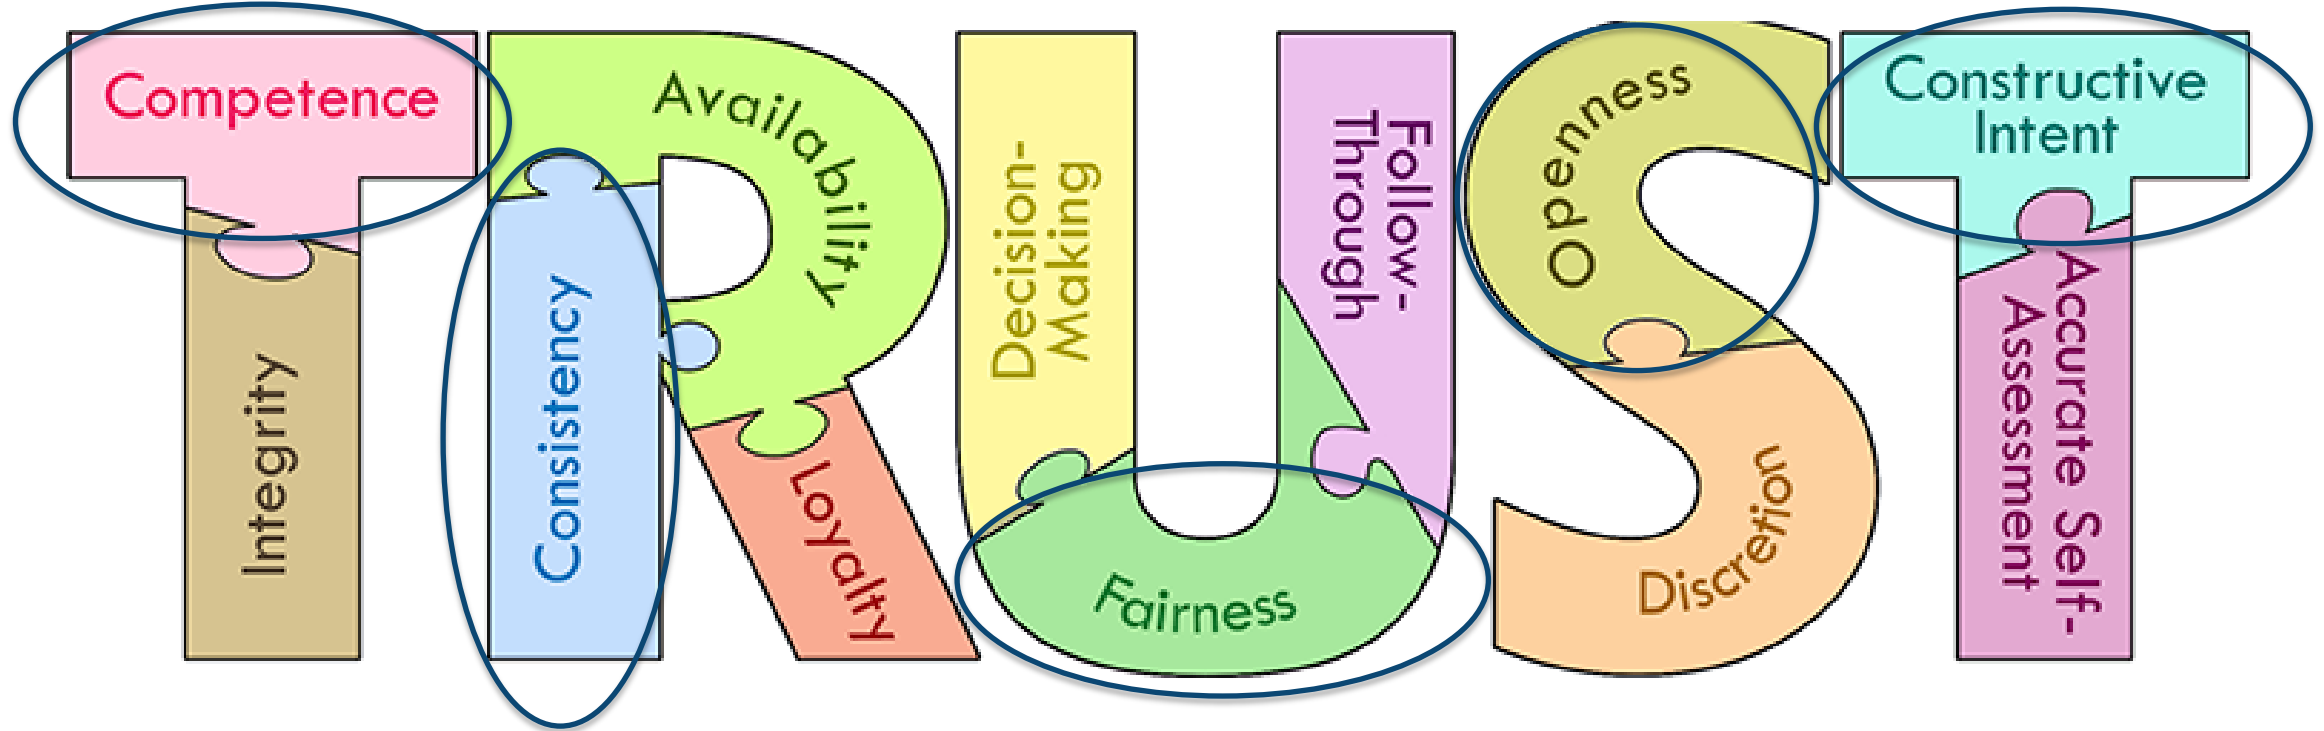 Competence
Integrity
Availability
Consistency
Loyalty
Decision-
Making
Follow-
Through
Fairness
Openness
Discretion
Constructive
Intent
Accurate Self-
Assessment